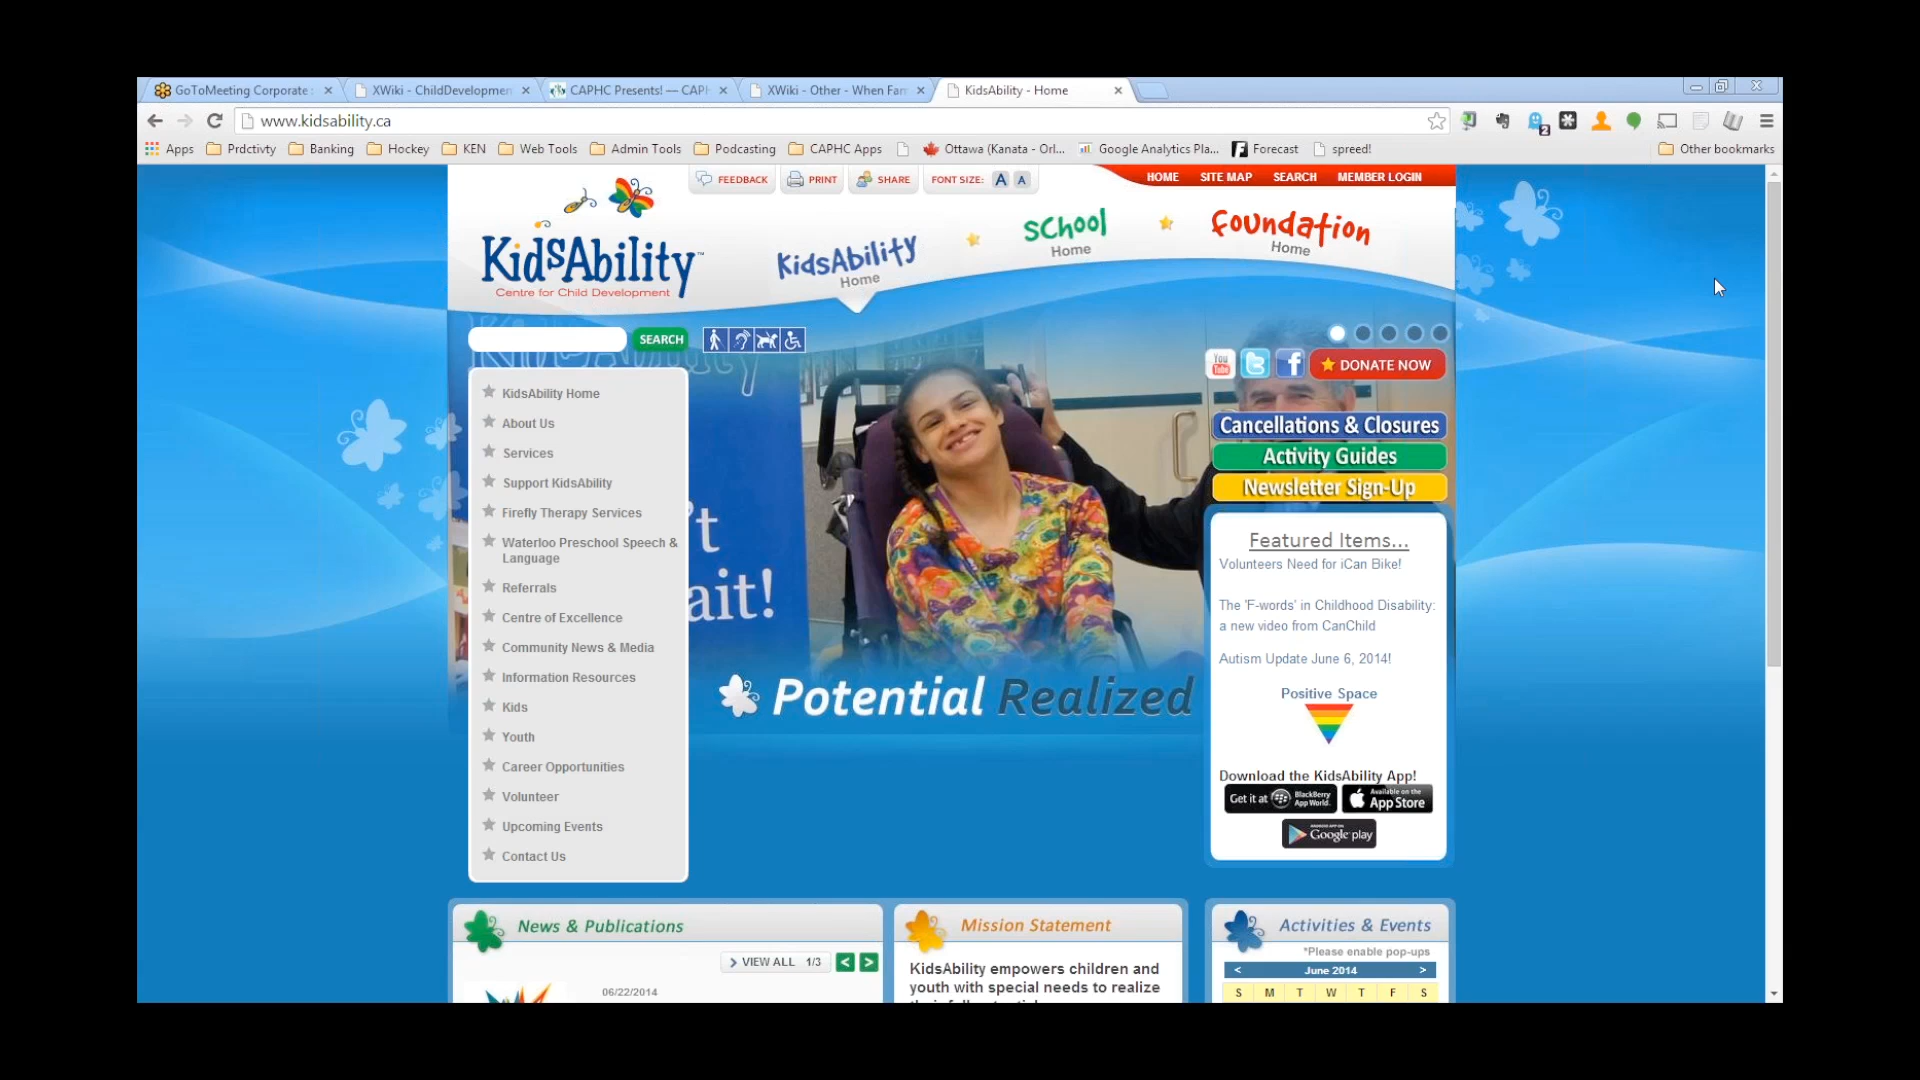 GoToMeeting Corporate :
XWiki - ChildDevelopmen
CAPHC Presents! — CAPH
XWiki - Other - When Fam
KidsAbility - Home
www.kidsability.ca
2
Apps
Prdctivty
Banking
Hockey
KEN
Web Tools
Admin Tools
Podcasting
CAPHC Apps
Ottawa (Kanata - Orl...
Google Analytics Pla...
Forecast
spreed!
Other bookmarks
FEEDBACK
PRINT
SHARE
FONT SIZE: A A
HOME
SITE MAP
SEARCH
MEMBER LOGIN
KidsAbility™
Centre for Child Development
KidsAbility
Home
School
Home
Foundation
Home
SEARCH
You Tube
DONATE NOW
Cancellations & Closures
Activity Guides
Newsletter Sign-Up
KidsAbility Home
About Us
Services
Support KidsAbility
Firefly Therapy Services
Waterloo Preschool Speech &
Language
Referrals
Centre of Excellence
Community News & Media
Information Resources
Kids
Youth
Career Opportunities
Volunteer
Upcoming Events
Contact Us
't
ait!
Potential Realized
Featured Items...
Volunteers Need for iCan Bike!
The 'F-words' in Childhood Disability:
a new video from CanChild
Autism Update June 6, 2014!
Positive Space
Download the KidsAbility App!
Get it at BlackBerry App World.
Available on the App Store
ANDROID APP ON Google play
News & Publications
VIEW ALL 1/3 < >
06/22/2014
Mission Statement
KidsAbility empowers children and
youth with special needs to realize
Activities & Events
*Please enable pop-ups
< June 2014 >
S M T W T F S